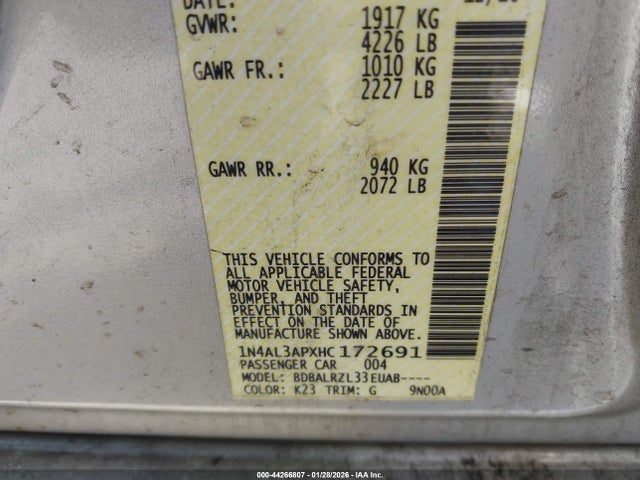 DATE:
GVWR: 1917 KG
4226 LB
GAWR FR.: 1010 KG
2227 LB
GAWR RR.: 940 KG
2072 LB
THIS VEHICLE CONFORMS TO
ALL APPLICABLE FEDERAL
MOTOR VEHICLE SAFETY,
BUMPER, AND THEFT
PREVENTION STANDARDS IN
EFFECT ON THE DATE OF
MANUFACTURE SHOWN ABOVE.
1N4AL3APXHC172691
PASSENGER CAR 004
MODEL: BDBALRZL33EUAB----
COLOR: K23 TRIM: G 9N00A
000-44266807 - 01/28/2026 - IAA Inc.